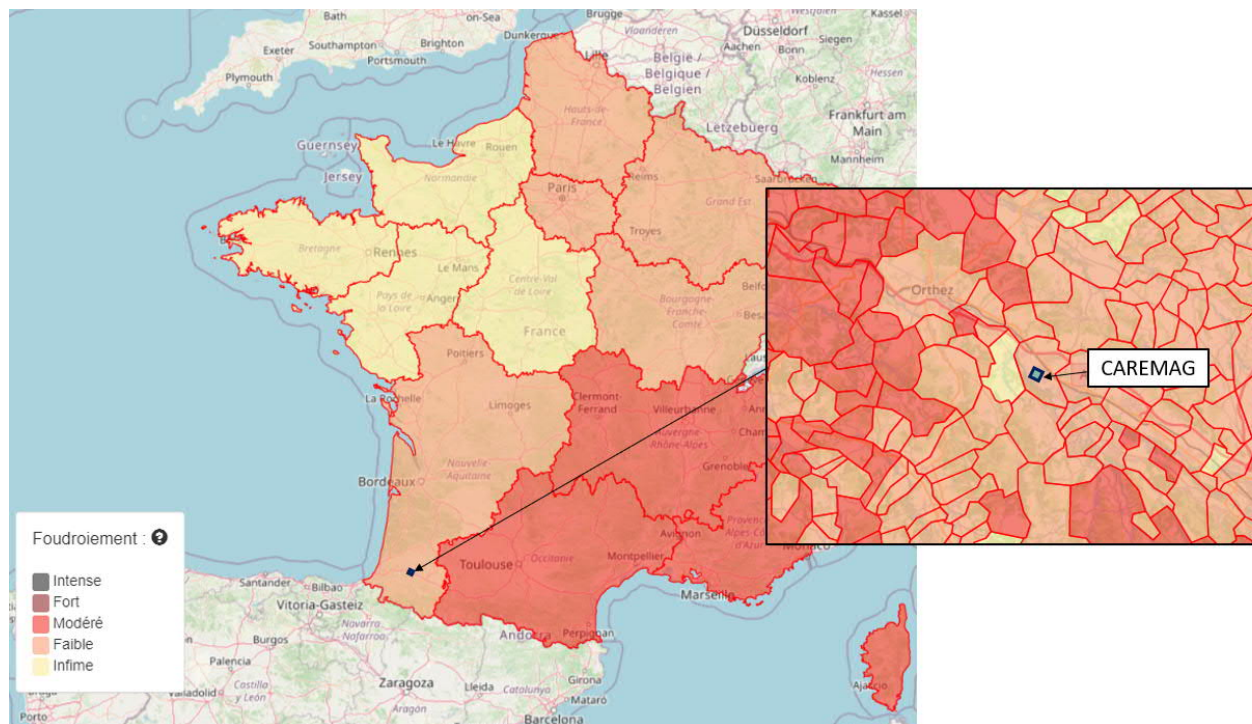 Bath
on-Sea
Brugge
Düsseldorf
Kassel
Exeter
Southampton
Brighton
Dunkerque
Vlaanderen
Aachen
Siegen
Plymouth
Portsmouth
Lille
België /
Belgique /
Belgien
Bonn
Koblenz
Hessen
Hauts-de-
France
Frankfurt am
Main
Letzebuerg
Guernsey
Le Havre
Rouen
Mannheim
Jersey
Normandie
Paris
Reims
Saarbrücken
Grand Est
Troyes
Bretagne
Rennes
Le Mans
Centre-Val
de Loire
Pays de
la Loire
Angers
France
Bourgogne-
Franche-
Comté
Orthez
CAREMAG
Poitiers
La Rochelle
Limoges
Clermont-
Ferrand
Villeurbanne
Auvergne-
Rhône-Alpes
Grenoble
Nouvelle-
Aquitaine
Bordeaux
Foudroiement :
Intense
Fort
Modéré
Faible
Infime
Toulouse
Occitanie
Montpellier
Avignon
Provence-
Alpes-Côte
d'Azur
Monaco
Marseille
Santander
Bilbao
Vitoria-Gasteiz
Navarra -
Nafarroa
Andorra
Perpignan
Burgos
Palencia
Valladolid
Castilla
y León
Zaragoza
Aragón
Lleida
Catalunya
Girona
Mataró
Barcelona
Porto
Ajaccio